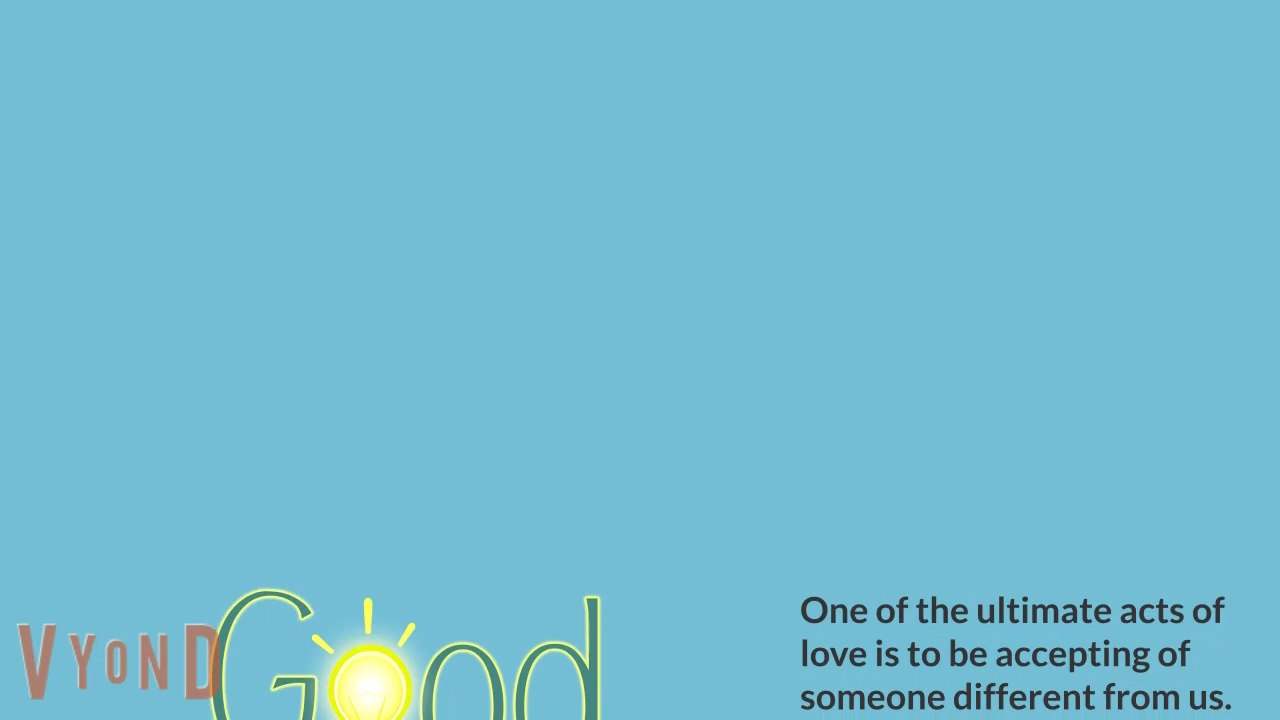 VYOND
Good
One of the ultimate acts of
love is to be accepting of
someone different from us.